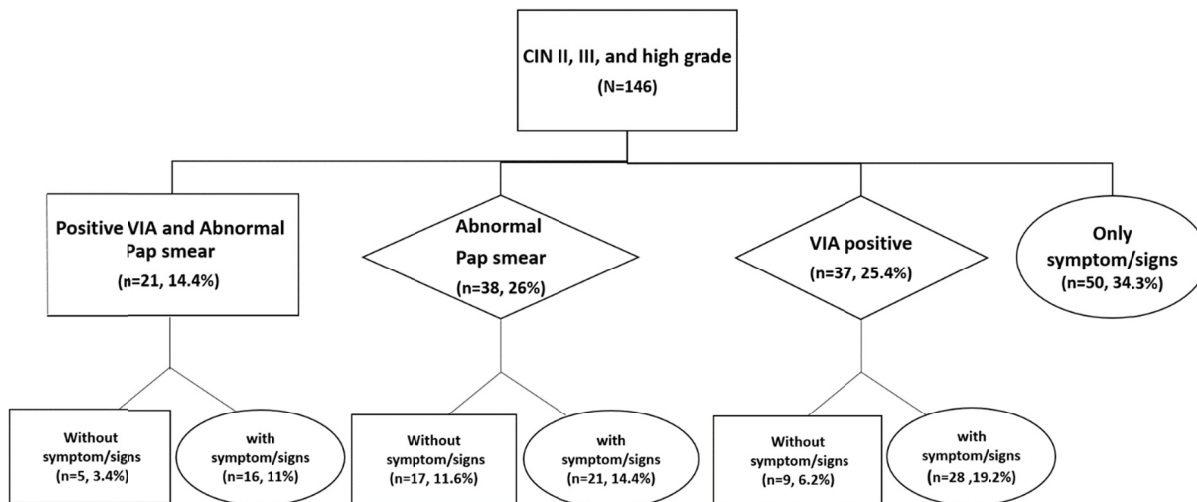 CIN II, III, and high grade
(N=146)
Positive VIA and Abnormal
Pap smear
(n=21, 14.4%)
Abnormal
Pap smear
(n=38, 26%)
VIA positive
(n=37, 25.4%)
Only
symptom/signs
(n=50, 34.3%)
Without
symptom/signs
(n=5, 3.4%)
with
symptom/signs
(n=16, 11%)
Without
symptom/signs
(n=17, 11.6%)
with
symptom/signs
(n=21, 14.4%)
Without
symptom/signs
(n=9, 6.2%)
with
symptom/signs
(n=28 ,19.2%)